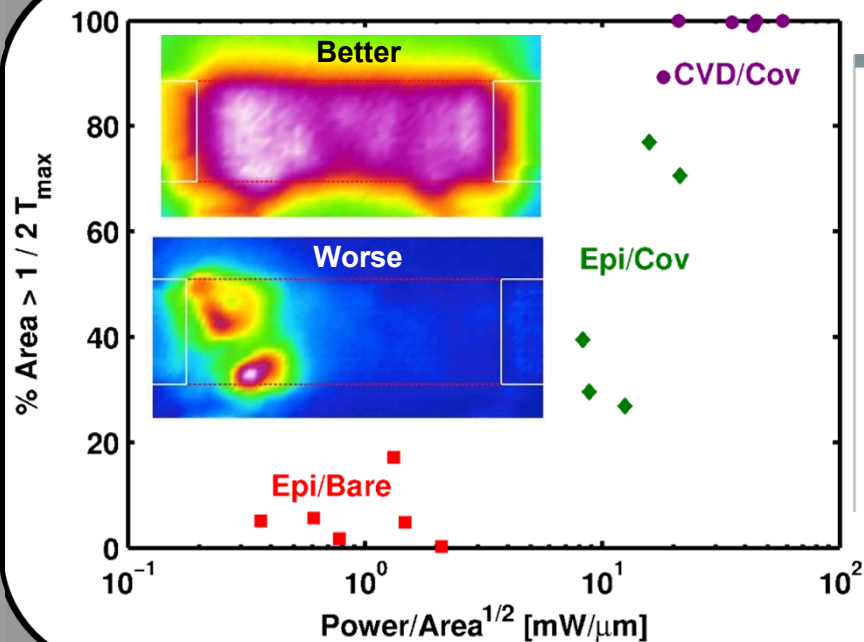 100
80
60
40
20
0
% Area > 1 / 2 Tmax
Better
Worse
CVD/Cov
Epi/Cov
Epi/Bare
10⁻¹
10⁰
10¹
10²
Power/Area¹/² [mW/μm]